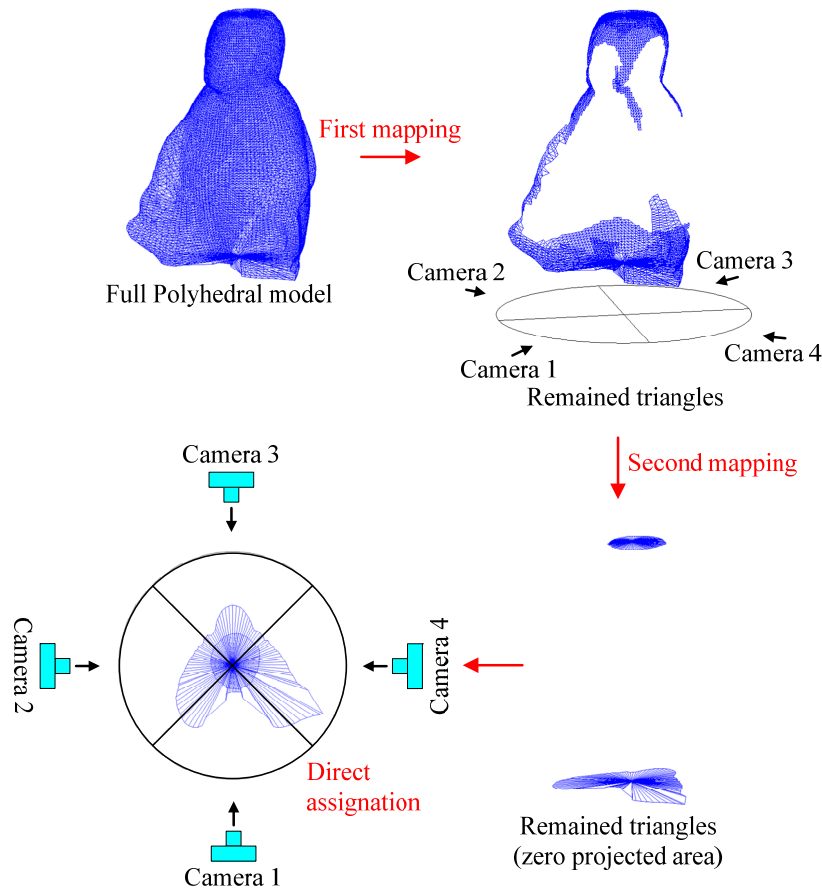 First mapping
Full Polyhedral model
Camera 2
Camera 3
Camera 1
Camera 4
Remained triangles
Second mapping
Camera 3
Camera 2
Camera 4
Direct
assignation
Camera 1
Remained triangles
(zero projected area)